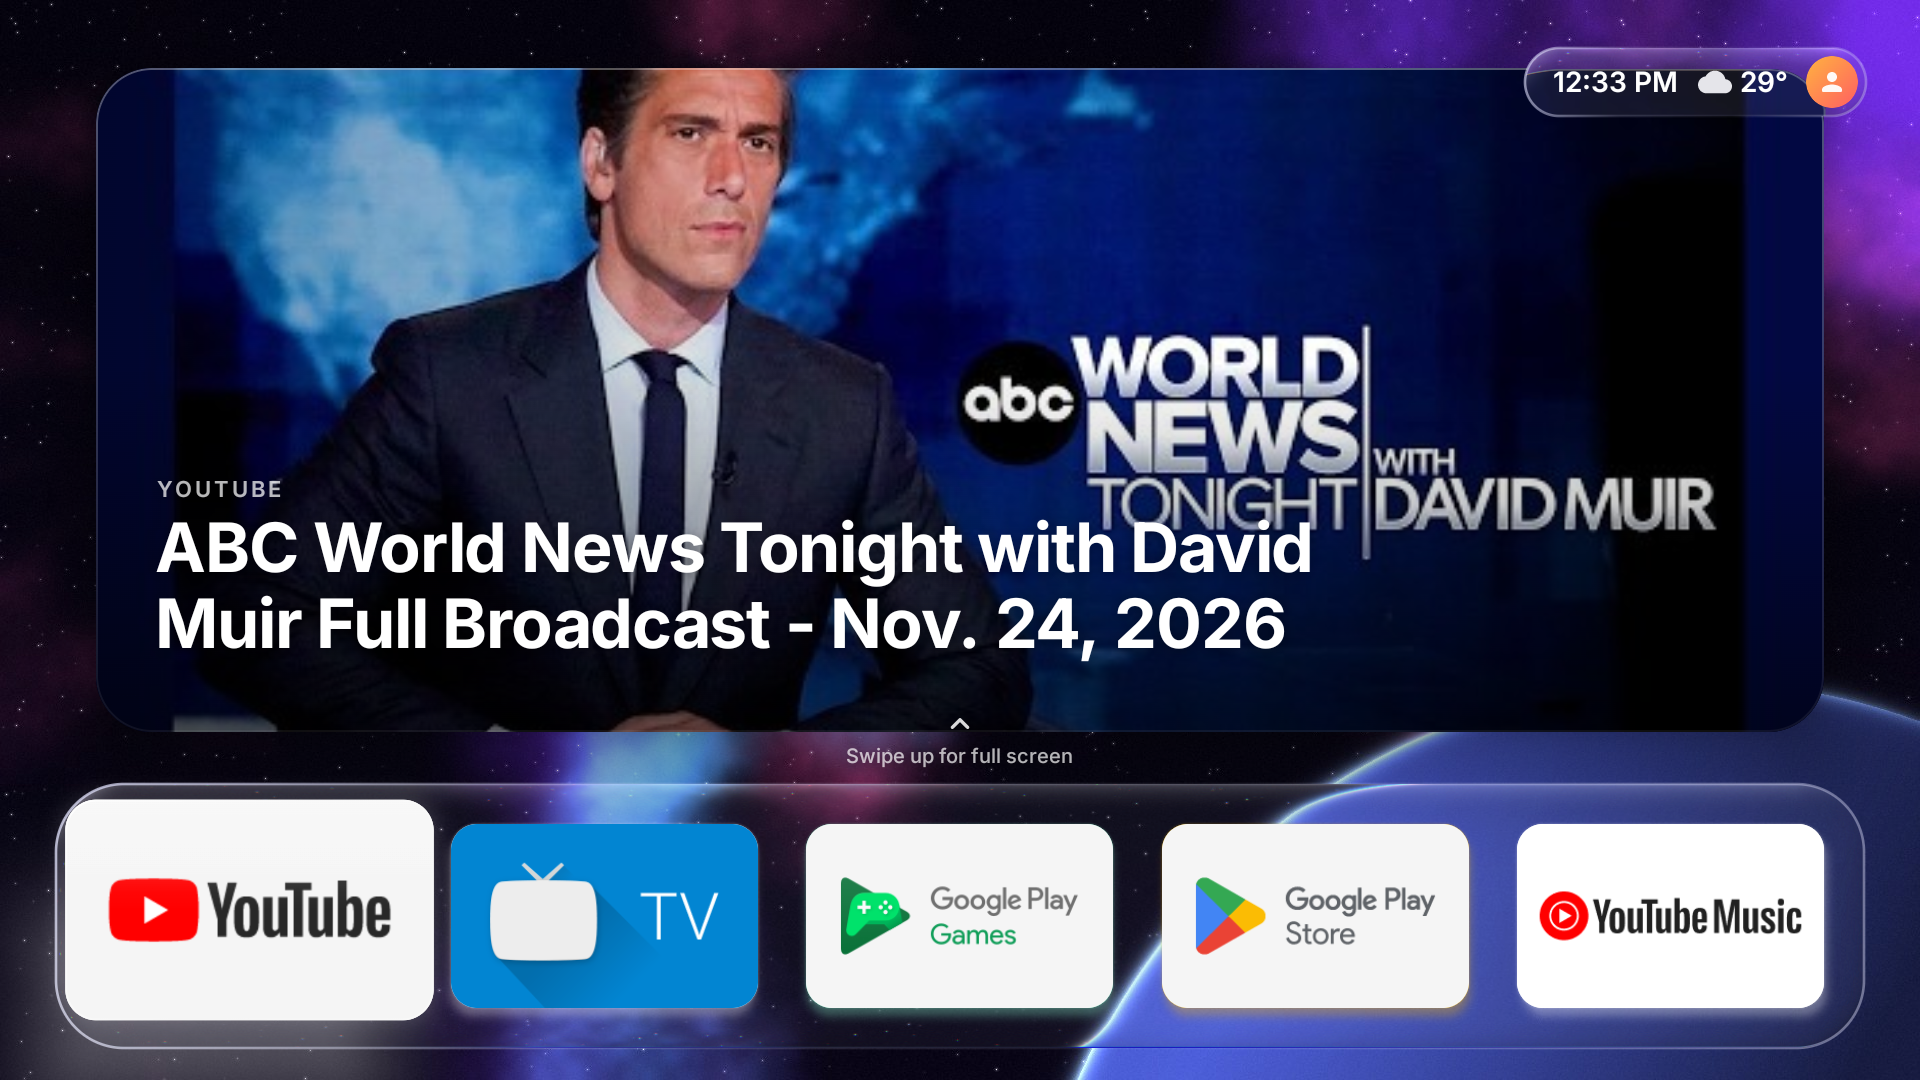 12:33 PM 29°
abc
WORLD
NEWS
TONIGHT
WITH
DAVID MUIR
YOUTUBE
ABC World News Tonight with David
Muir Full Broadcast - Nov. 24, 2026
Swipe up for full screen
YouTube
TV
Google Play
Games
Google Play
Store
YouTube Music